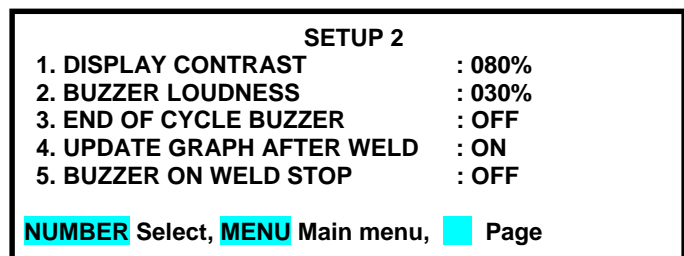 SETUP 2
1. DISPLAY CONTRAST : 080%
2. BUZZER LOUDNESS : 030%
3. END OF CYCLE BUZZER : OFF
4. UPDATE GRAPH AFTER WELD : ON
5. BUZZER ON WELD STOP : OFF
NUMBER Select, MENU Main menu, Page